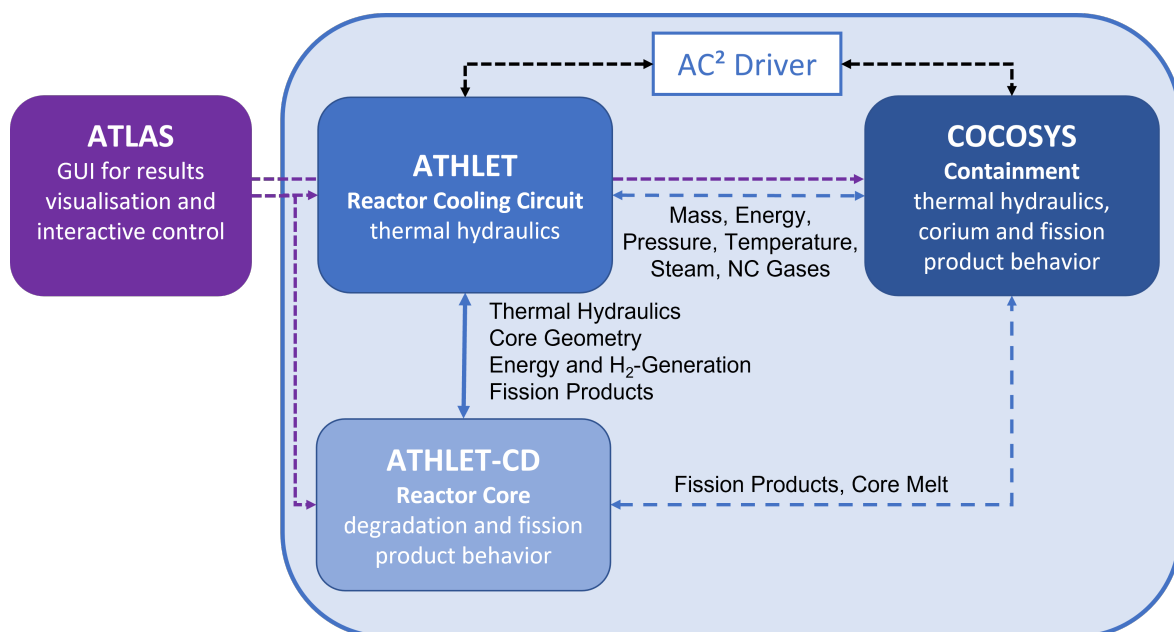 AC² Driver
ATLAS
GUI for results
visualisation and
interactive control
ATHLET
Reactor Cooling Circuit
thermal hydraulics
COCOSYS
Containment
thermal hydraulics,
corium and fission
product behavior
Mass, Energy,
Pressure, Temperature,
Steam, NC Gases
Thermal Hydraulics
Core Geometry
Energy and H₂-Generation
Fission Products
ATHLET-CD
Reactor Core
degradation and fission
product behavior
Fission Products, Core Melt